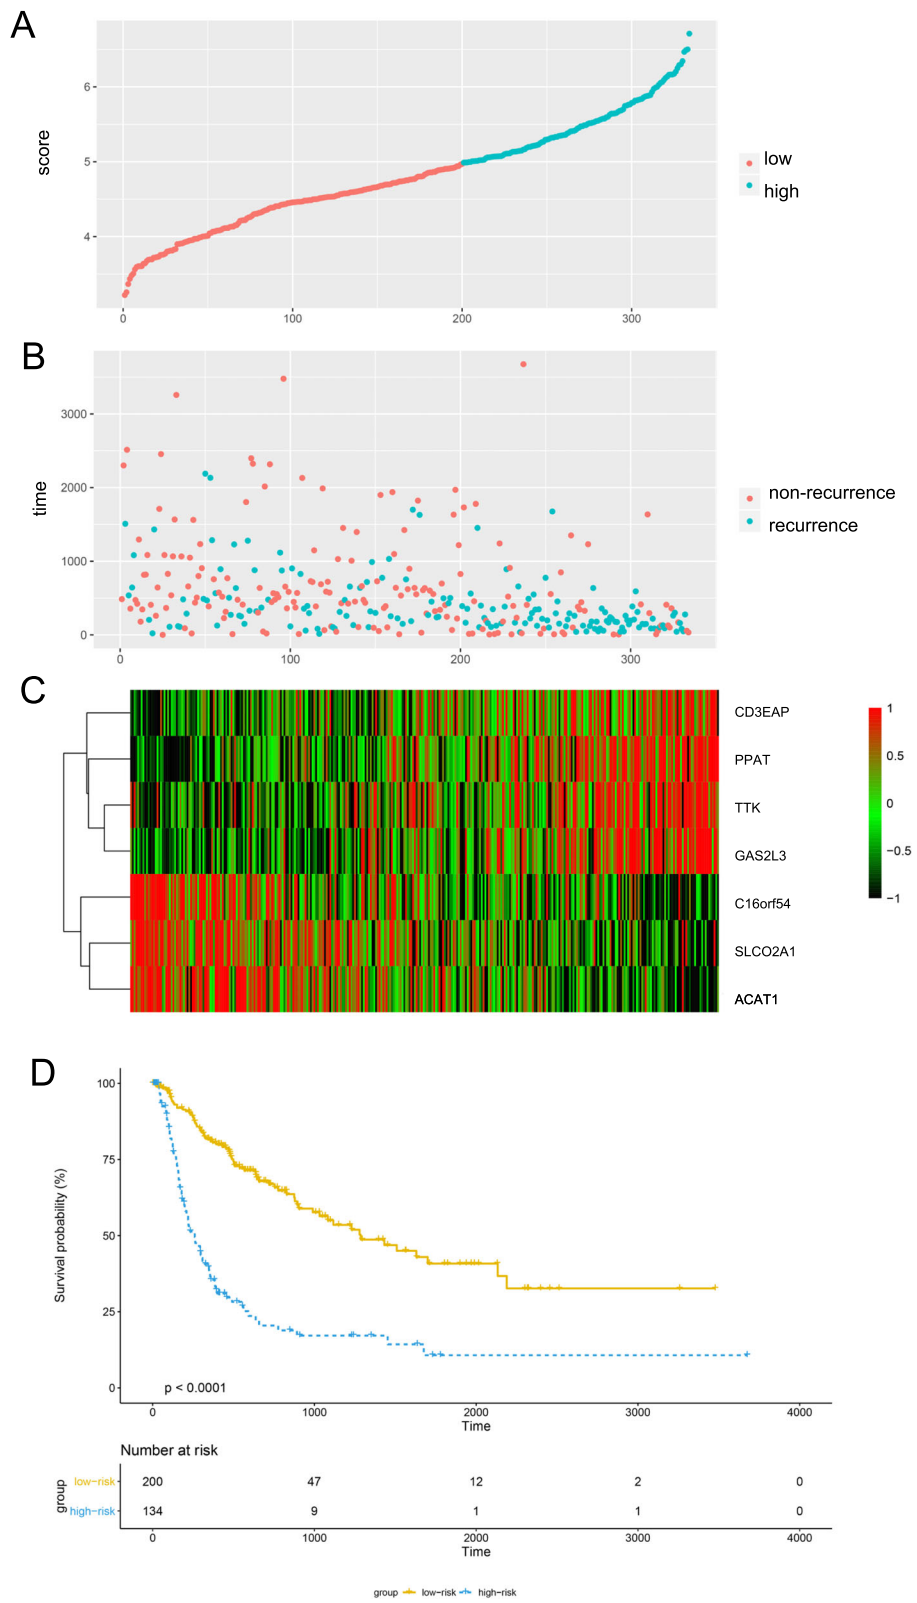 A
score
6
5
4
0 100 200 300
low
high
B
time
3000
2000
1000
0
0 100 200 300
non-recurrence
recurrence
C
CD3EAP
PPAT
TTK
GAS2L3
C16orf54
SLCO2A1
ACAT1
1
0.5
0
−0.5
−1
D
Survival probability (%)
100
75
50
25
0
p < 0.0001
0 1000 2000 3000 4000
Time
Number at risk
group
low−risk 200 47 12 2 0
high−risk 134 9 1 1 0
0 1000 2000 3000 4000
Time
group low−risk high−risk